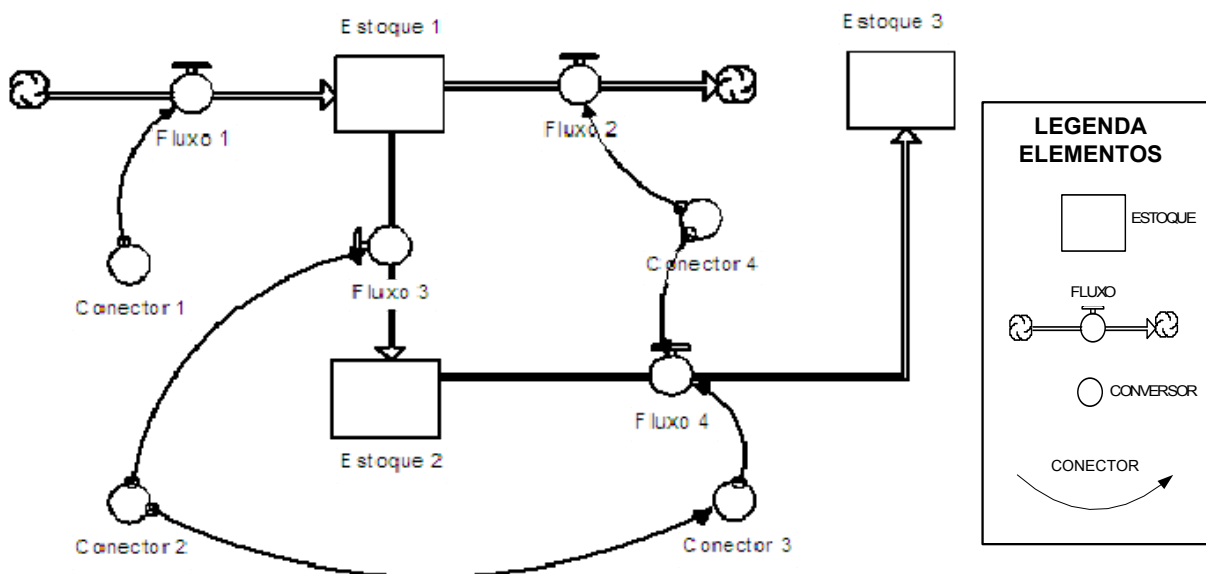 Estoque 1
Estoque 3
Fluxo 1
Fluxo 2
Conector 4
Fluxo 3
Conector 1
Fluxo 4
Estoque 2
Conector 2
Conector 3
LEGENDA
ELEMENTOS
ESTOQUE
FLUXO
CONVERSOR
CONECTOR